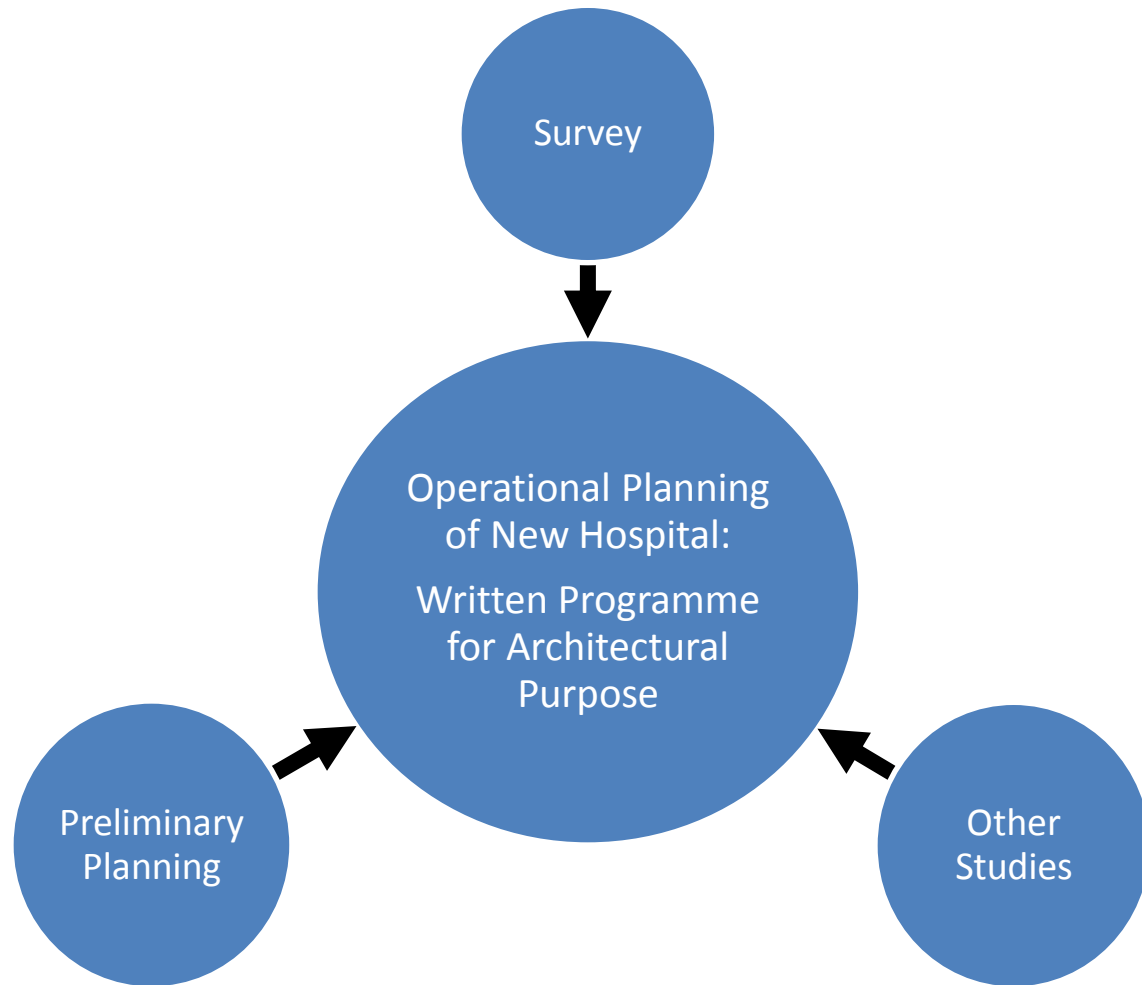 Survey
Operational Planning
of New Hospital:
Written Programme
for Architectural
Purpose
Preliminary
Planning
Other
Studies